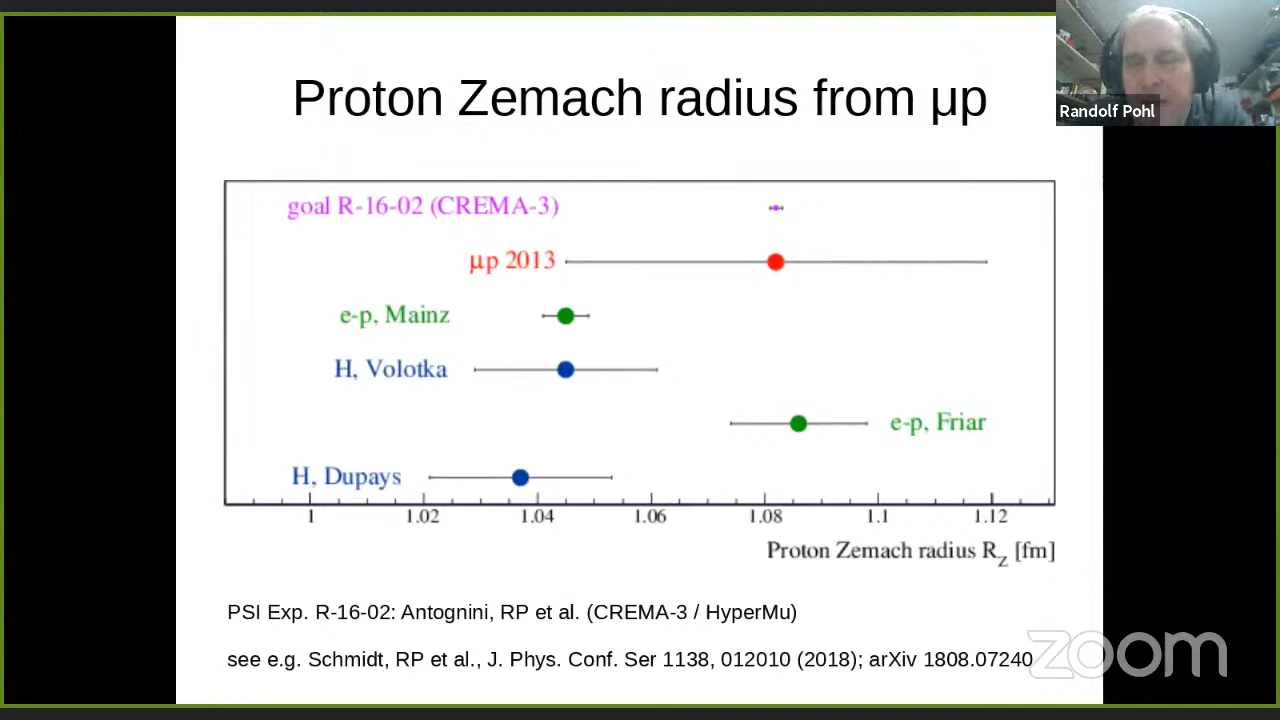 Proton Zemach radius from μp
Randolf Pohl
goal R-16-02 (CREMA-3)
μp 2013
e-p, Mainz
H, Volotka
e-p, Friar
H, Dupays
1 1.02 1.04 1.06 1.08 1.1 1.12
Proton Zemach radius R_Z [fm]
PSI Exp. R-16-02: Antognini, RP et al. (CREMA-3 / HyperMu)
see e.g. Schmidt, RP et al., J. Phys. Conf. Ser 1138, 012010 (2018); arXiv 1808.07240
zoom